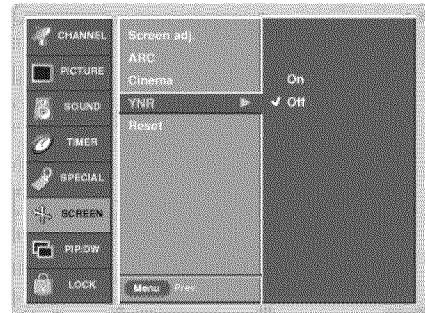 CHANNEL
PICTURE
SOUND
TIMER
SPECIAL
SCREEN
PIP/DW
LOCK
Screen adj.
ARC
Cinema
YNR
Reset
On
Off
Menu Prev.